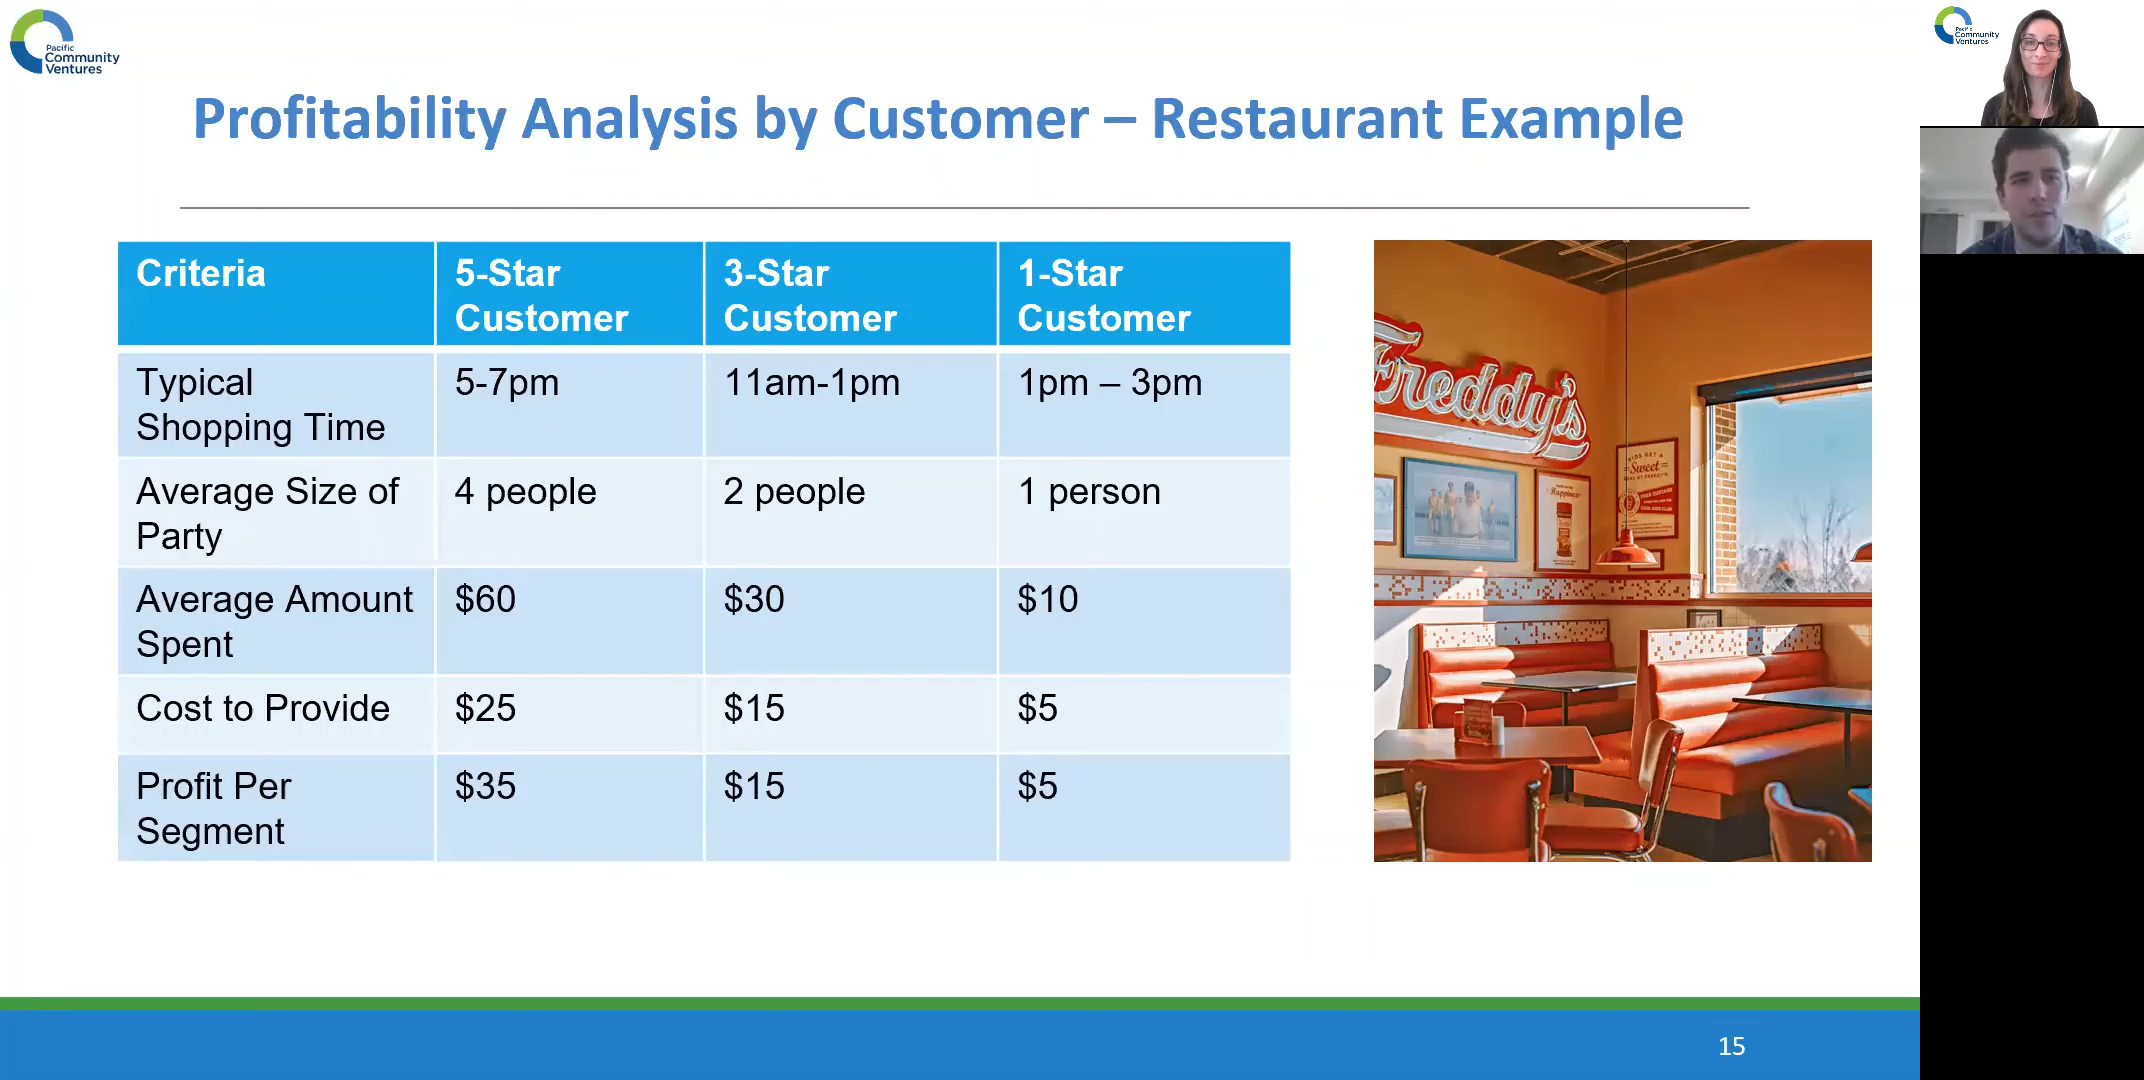 Pacific
Community
Ventures
Profitability Analysis by Customer – Restaurant Example
Criteria
5-Star
Customer
3-Star
Customer
1-Star
Customer
Typical
Shopping Time
5-7pm
11am-1pm
1pm – 3pm
Average Size of
Party
4 people
2 people
1 person
Average Amount
Spent
$60
$30
$10
Cost to Provide
$25
$15
$5
Profit Per
Segment
$35
$15
$5
Freddy's
KIDS GET A
Sweet
Happiness
15
Pacific
Community
Ventures